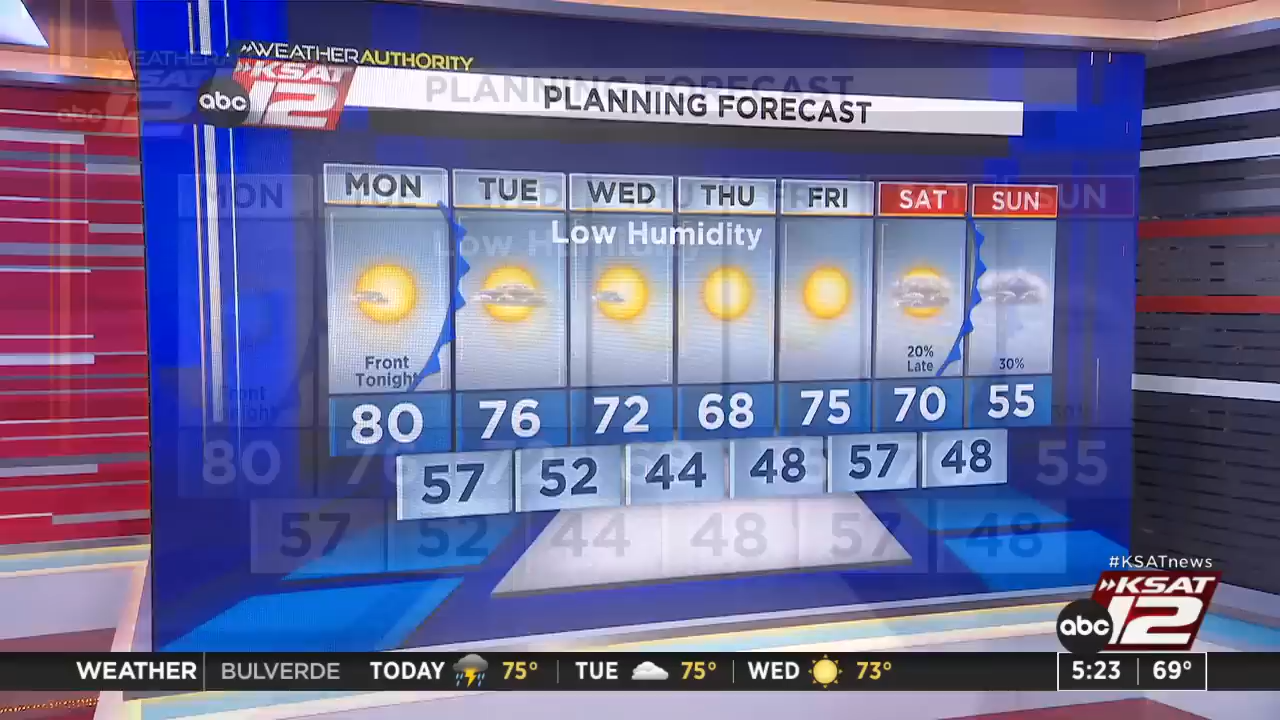 WEATHERAUTHORITY
KSAT
abc 12
PLANNING FORECAST
MON TUE WED THU FRI SAT SUN
Low Humidity
Front
Tonight
20%
Late
30%
80 76 72 68 75 70 55
57 52 44 48 57 48
#KSATnews
KSAT
abc 12
WEATHER BULVERDE TODAY 75° TUE 75° WED 73° 5:23 69°